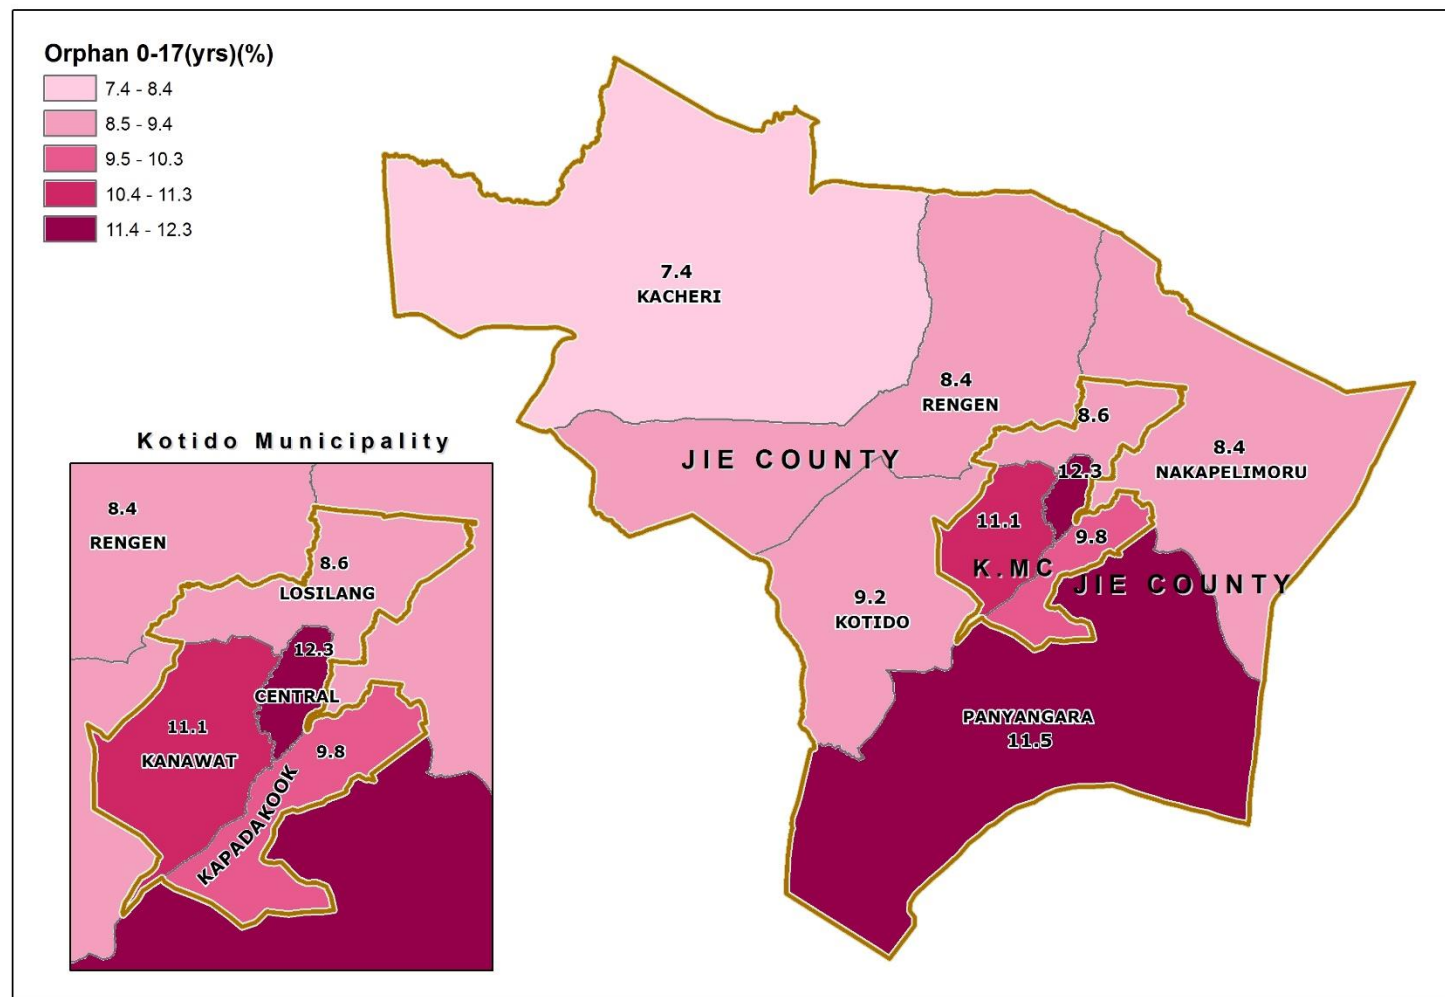 Orphan 0-17(yrs)(%)
7.4 - 8.4
8.5 - 9.4
9.5 - 10.3
10.4 - 11.3
11.4 - 12.3
7.4
KACHERI
8.4
RENGEN
8.6
JIE COUNTY
12.3
8.4
NAKAPELIMORU
11.1
9.8
K.MC
JIE COUNTY
9.2
KOTIDO
PANYANGARA
11.5
Kotido Municipality
8.4
RENGEN
8.6
LOSILANG
12.3
CENTRAL
11.1
KANAWAT
9.8
KAPADAKOOK